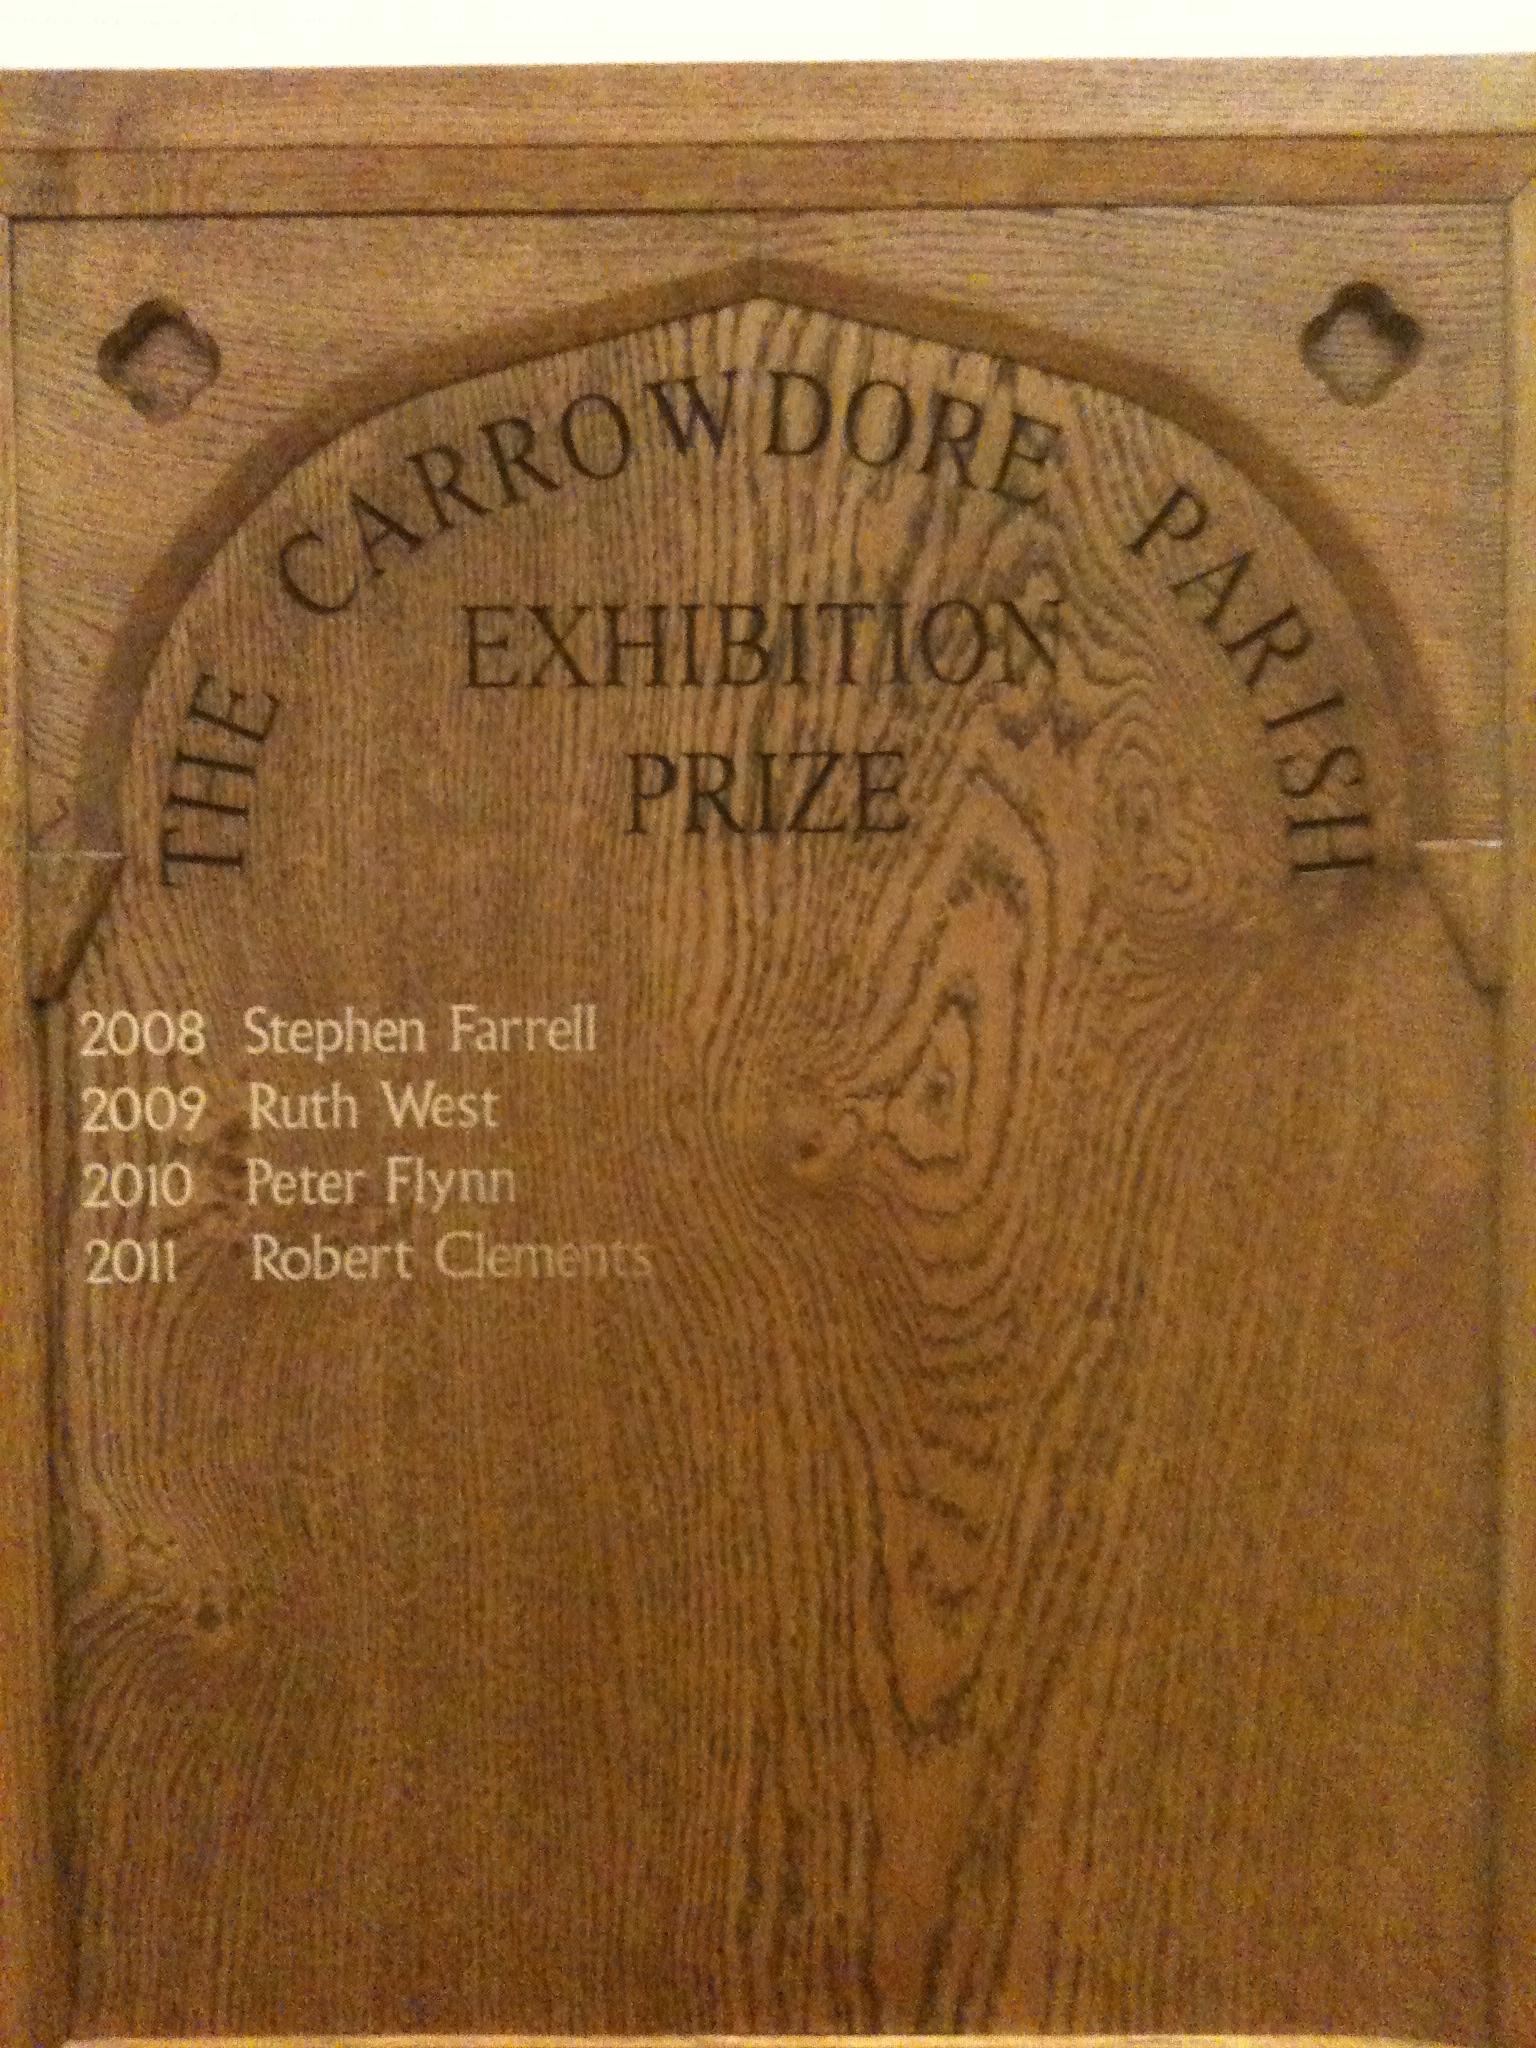 THE CARROWDORE PARISH
EXHIBITION
PRIZE
2008 Stephen Farrell
2009 Ruth West
2010 Peter Flynn
2011 Robert Clements